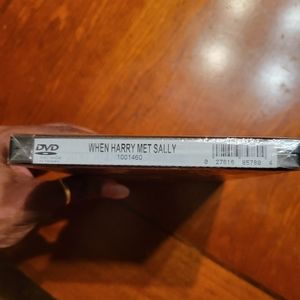 DVD
WHEN HARRY MET SALLY
1001460
0 27616 85789 4